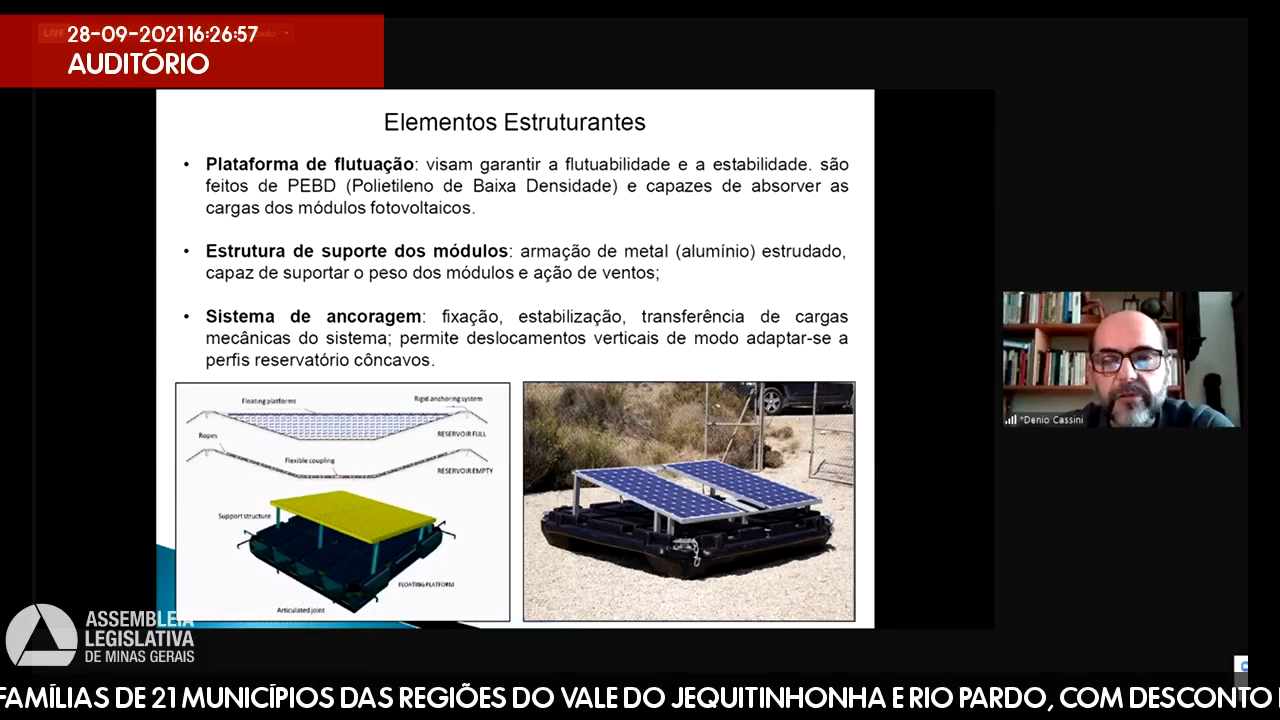 LIVE
28-09-2021 16:26:57
AUDITÓRIO
Elementos Estruturantes
• Plataforma de flutuação: visam garantir a flutuabilidade e a estabilidade. são
feitos de PEBD (Polietileno de Baixa Densidade) e capazes de absorver as
cargas dos módulos fotovoltaicos.
• Estrutura de suporte dos módulos: armação de metal (alumínio) estrudado,
capaz de suportar o peso dos módulos e ação de ventos;
• Sistema de ancoragem: fixação, estabilização, transferência de cargas
mecânicas do sistema; permite deslocamentos verticais de modo adaptar-se a
perfis reservatório côncavos.
Floating platforms
Rigid anchoring system
RESERVOIR FULL
Ropes
Flexible coupling
RESERVOIR EMPTY
Support structure
FLOATING PLATFORM
Articulated joint
*Denio Cassini
ASSEMBLEIA
LEGISLATIVA
DE MINAS GERAIS
FAMÍLIAS DE 21 MUNICÍPIOS DAS REGIÕES DO VALE DO JEQUITINHONHA E RIO PARDO, COM DESCONTO